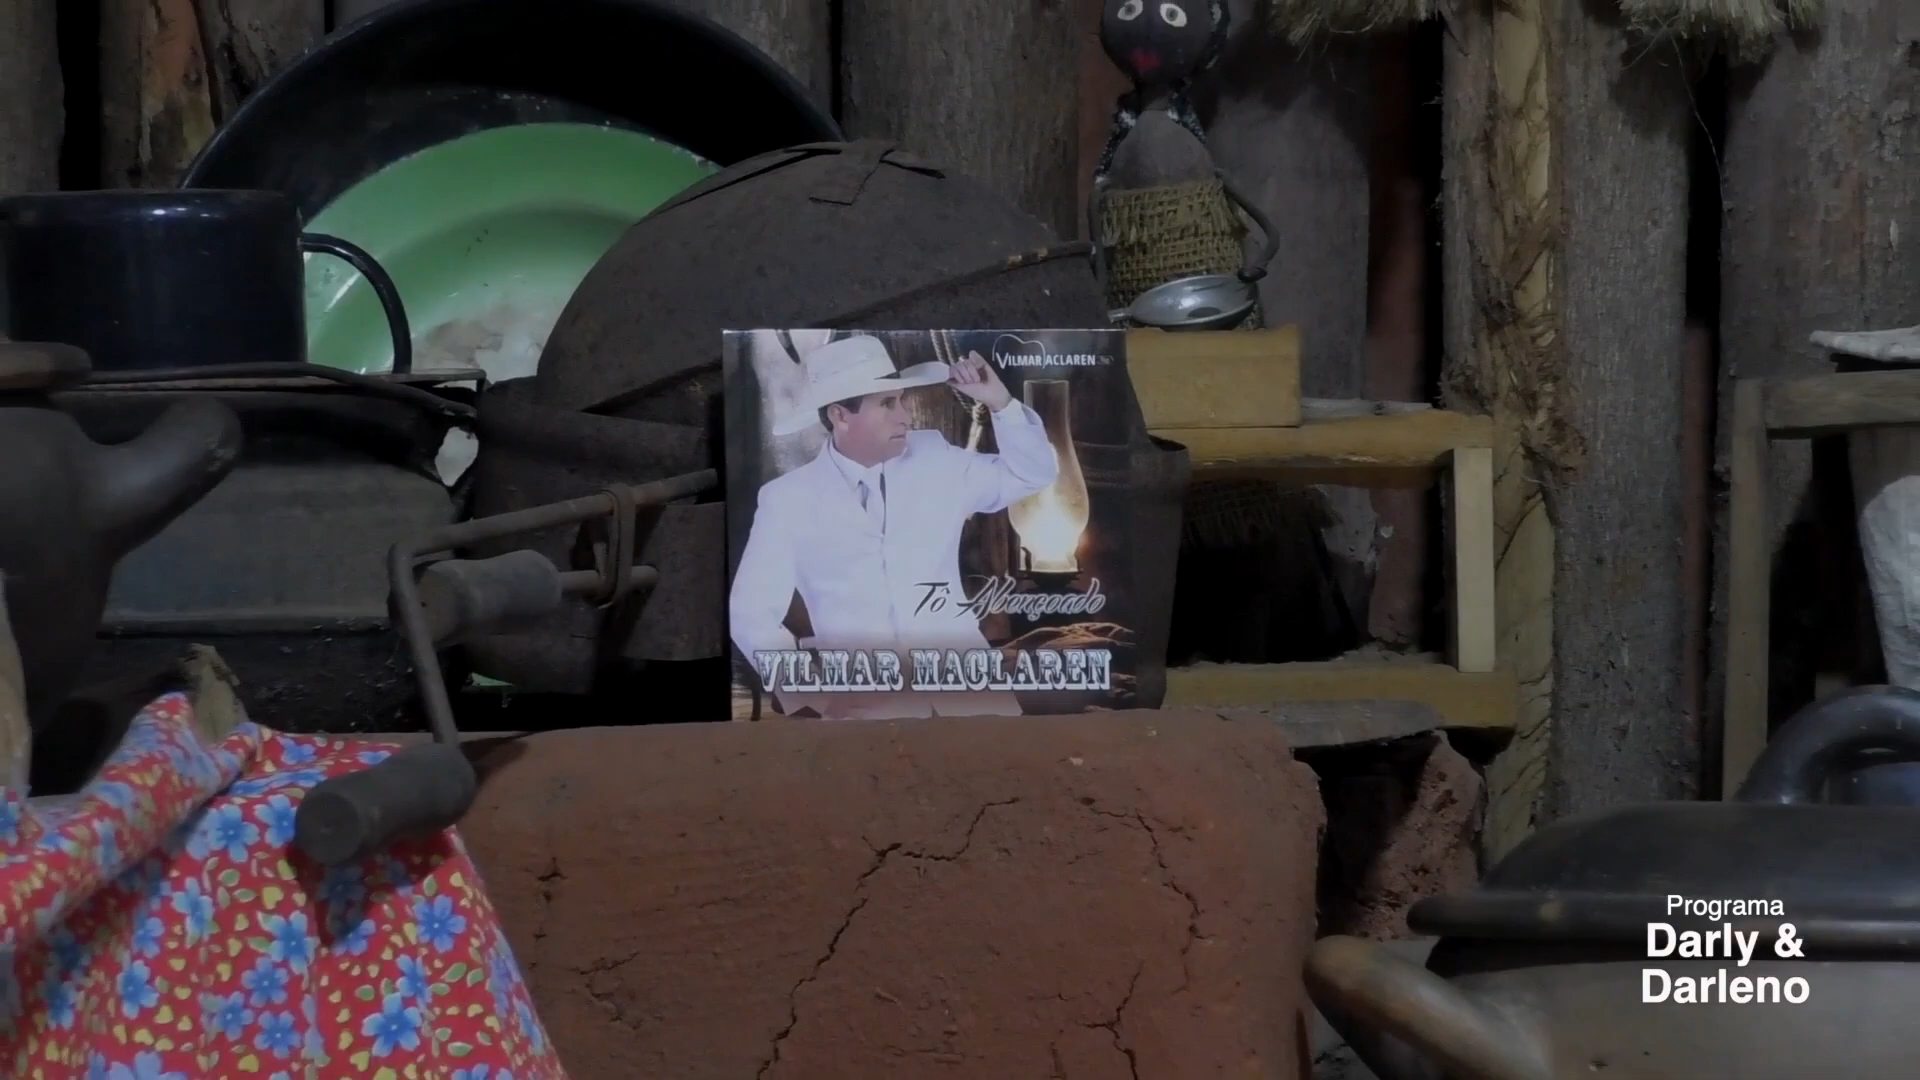 VILMAR MACLAREN
Tô Abençoado
VILMAR MACLAREN
Programa
Darly &
Darleno